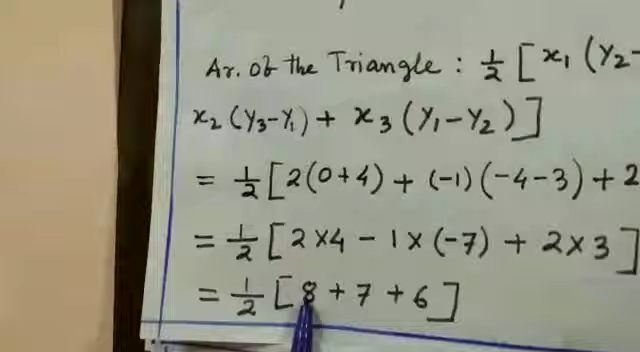 Ar. of the Triangle : 1/2 [ x₁ (y₂-
x₂ (y₃-y₁) + x₃ (y₁-y₂) ]
= 1/2 [ 2(0+4) + (-1) (-4-3) + 2
= 1/2 [ 2×4 - 1×(-7) + 2×3 ]
= 1/2 [ 8+7+6 ]